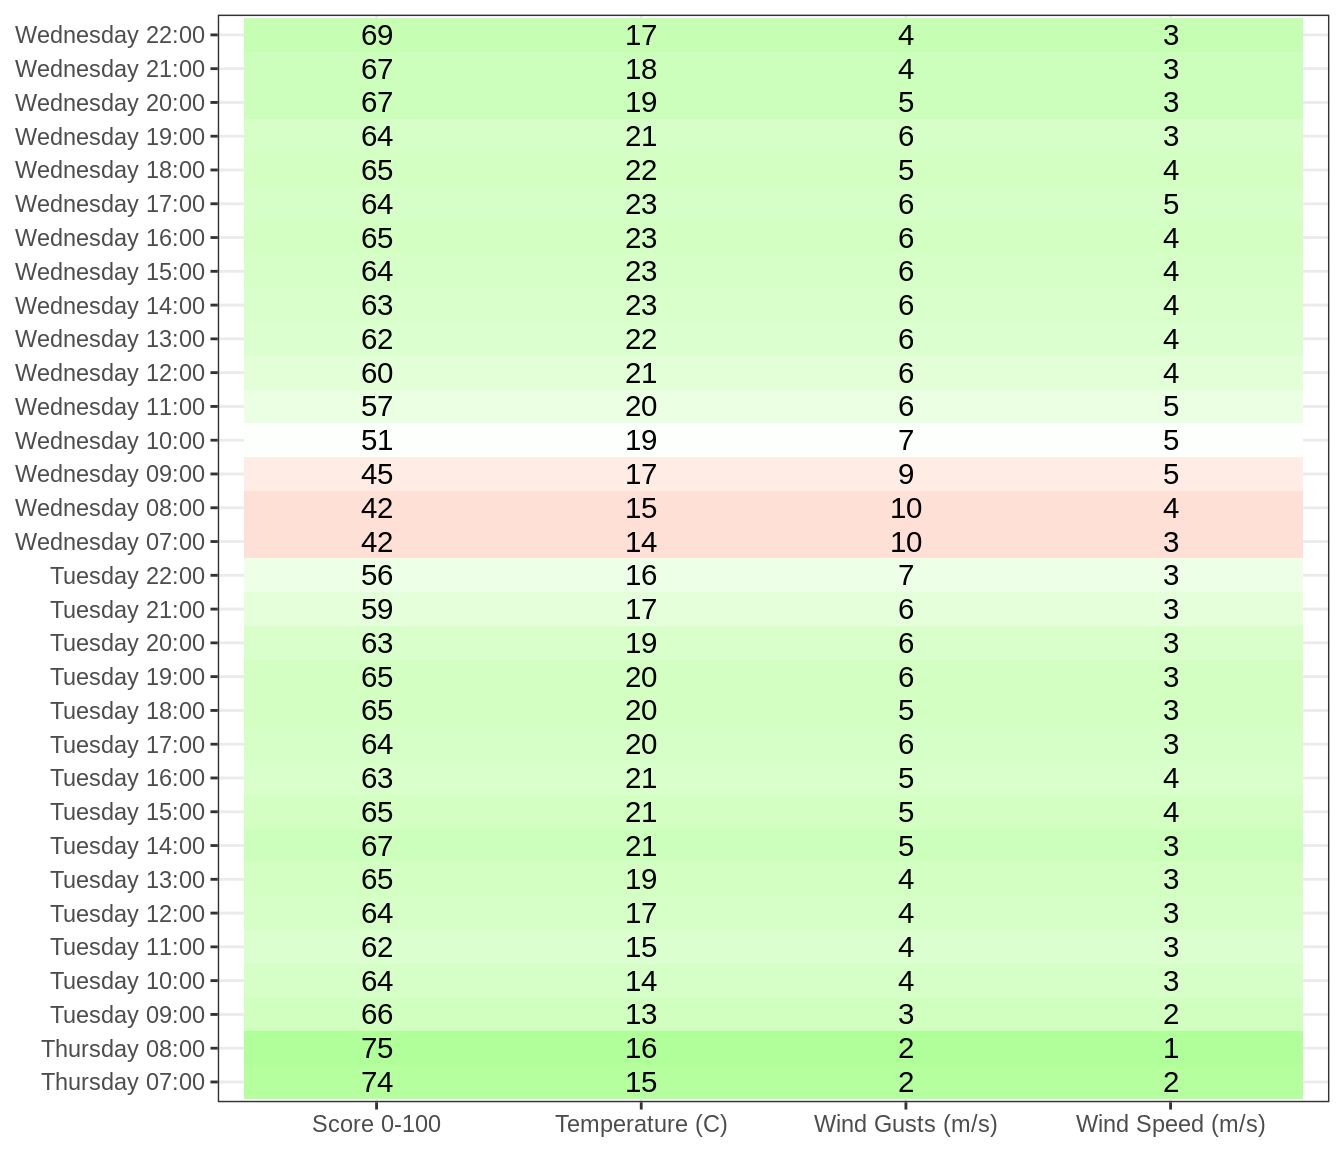 Wednesday 22:00 69 17 4 3
Wednesday 21:00 67 18 4 3
Wednesday 20:00 67 19 5 3
Wednesday 19:00 64 21 6 3
Wednesday 18:00 65 22 5 4
Wednesday 17:00 64 23 6 5
Wednesday 16:00 65 23 6 4
Wednesday 15:00 64 23 6 4
Wednesday 14:00 63 23 6 4
Wednesday 13:00 62 22 6 4
Wednesday 12:00 60 21 6 4
Wednesday 11:00 57 20 6 5
Wednesday 10:00 51 19 7 5
Wednesday 09:00 45 17 9 5
Wednesday 08:00 42 15 10 4
Wednesday 07:00 42 14 10 3
Tuesday 22:00 56 16 7 3
Tuesday 21:00 59 17 6 3
Tuesday 20:00 63 19 6 3
Tuesday 19:00 65 20 6 3
Tuesday 18:00 65 20 5 3
Tuesday 17:00 64 20 6 3
Tuesday 16:00 63 21 5 4
Tuesday 15:00 65 21 5 4
Tuesday 14:00 67 21 5 3
Tuesday 13:00 65 19 4 3
Tuesday 12:00 64 17 4 3
Tuesday 11:00 62 15 4 3
Tuesday 10:00 64 14 4 3
Tuesday 09:00 66 13 3 2
Thursday 08:00 75 16 2 1
Thursday 07:00 74 15 2 2
Score 0-100 Temperature (C) Wind Gusts (m/s) Wind Speed (m/s)